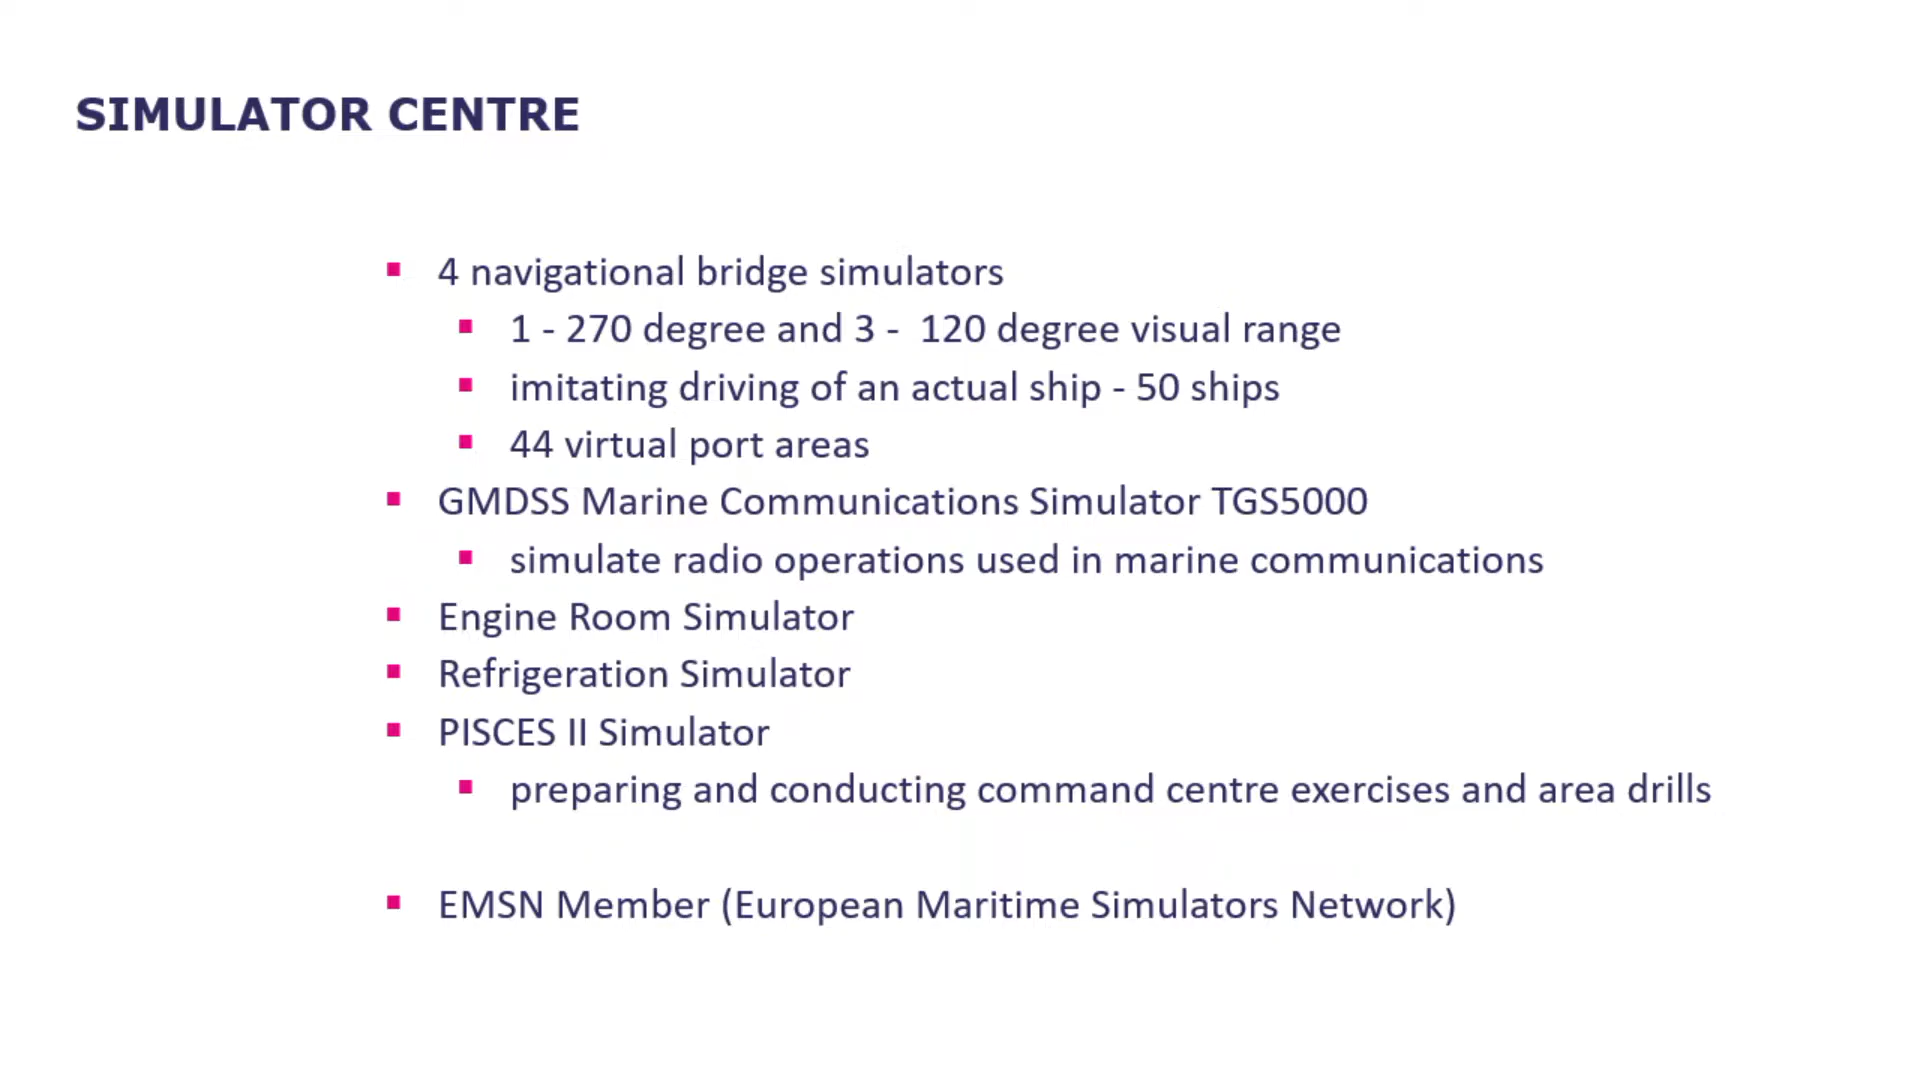 SIMULATOR CENTRE
▪ 4 navigational bridge simulators
▪ 1 - 270 degree and 3 -  120 degree visual range
▪ imitating driving of an actual ship - 50 ships
▪ 44 virtual port areas
▪ GMDSS Marine Communications Simulator TGS5000
▪ simulate radio operations used in marine communications
▪ Engine Room Simulator
▪ Refrigeration Simulator
▪ PISCES II Simulator
▪ preparing and conducting command centre exercises and area drills
▪ EMSN Member (European Maritime Simulators Network)